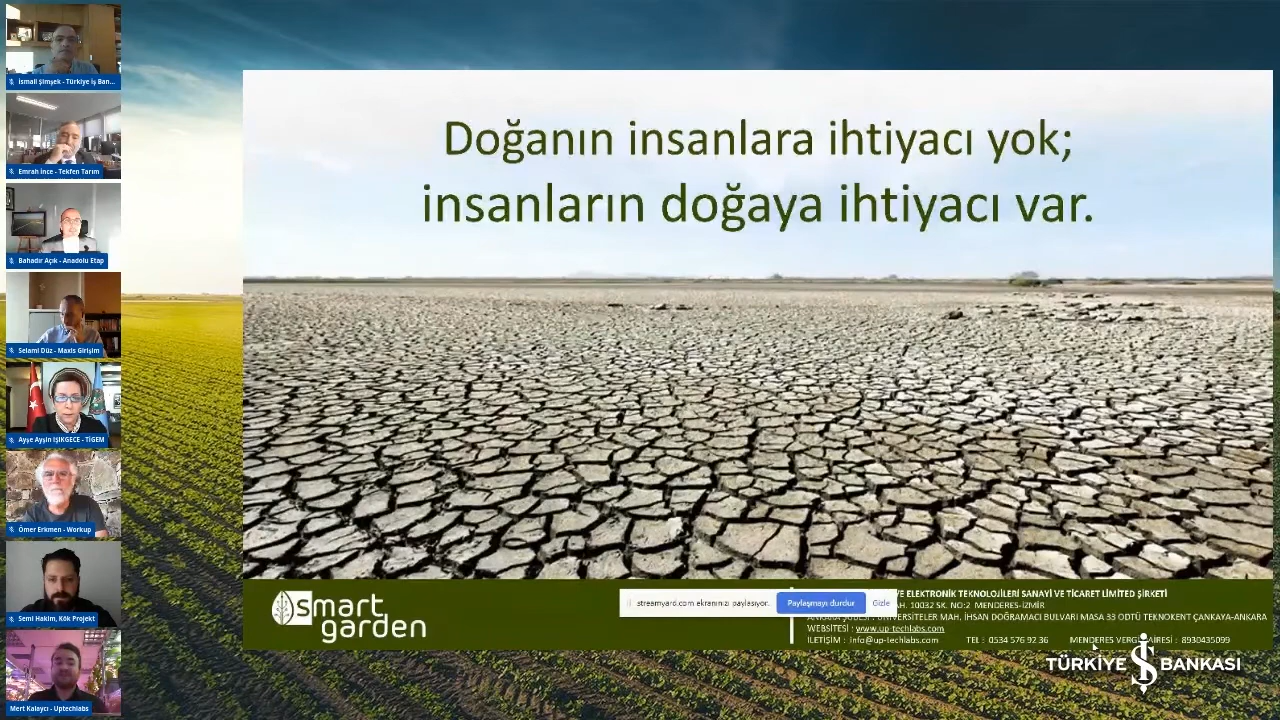 İsmail Şimşek - Türkiye İş Ban...
Emrah İnce - Tekfen Tarım
Bahadır Açık - Anadolu Etap
Selami Düz - Maxis Girişim
Ayşe Ayşin IŞIKGECE - TİGEM
Ömer Erkmen - Workup
Semi Hakim, Kök Projekt
Mert Kalaycı - Uptechlabs
Doğanın insanlara ihtiyacı yok;
insanların doğaya ihtiyacı var.
smart
garden
streamyard.com ekranınızı paylaşıyor.
Paylaşmayı durdur
Gizle
VE ELEKTRONİK TEKNOLOJİLERİ SANAYİ VE TİCARET LİMİTED ŞİRKETİ
AH. 10032 SK. NO:2 MENDERES-İZMİR
ANKARA ŞUBESİ : ÜNİVERSİTELER MAH. İHSAN DOĞRAMACI BULVARI MASA 33 ODTÜ TEKNOKENT ÇANKAYA-ANKARA
WEBSİTESİ : www.up-techlabs.com
İLETİŞİM : info@up-techlabs.com TEL : 0534 576 92 36 MENDERES VERGİ DAİRESİ : 8930435099
TÜRKİYE İŞ BANKASI